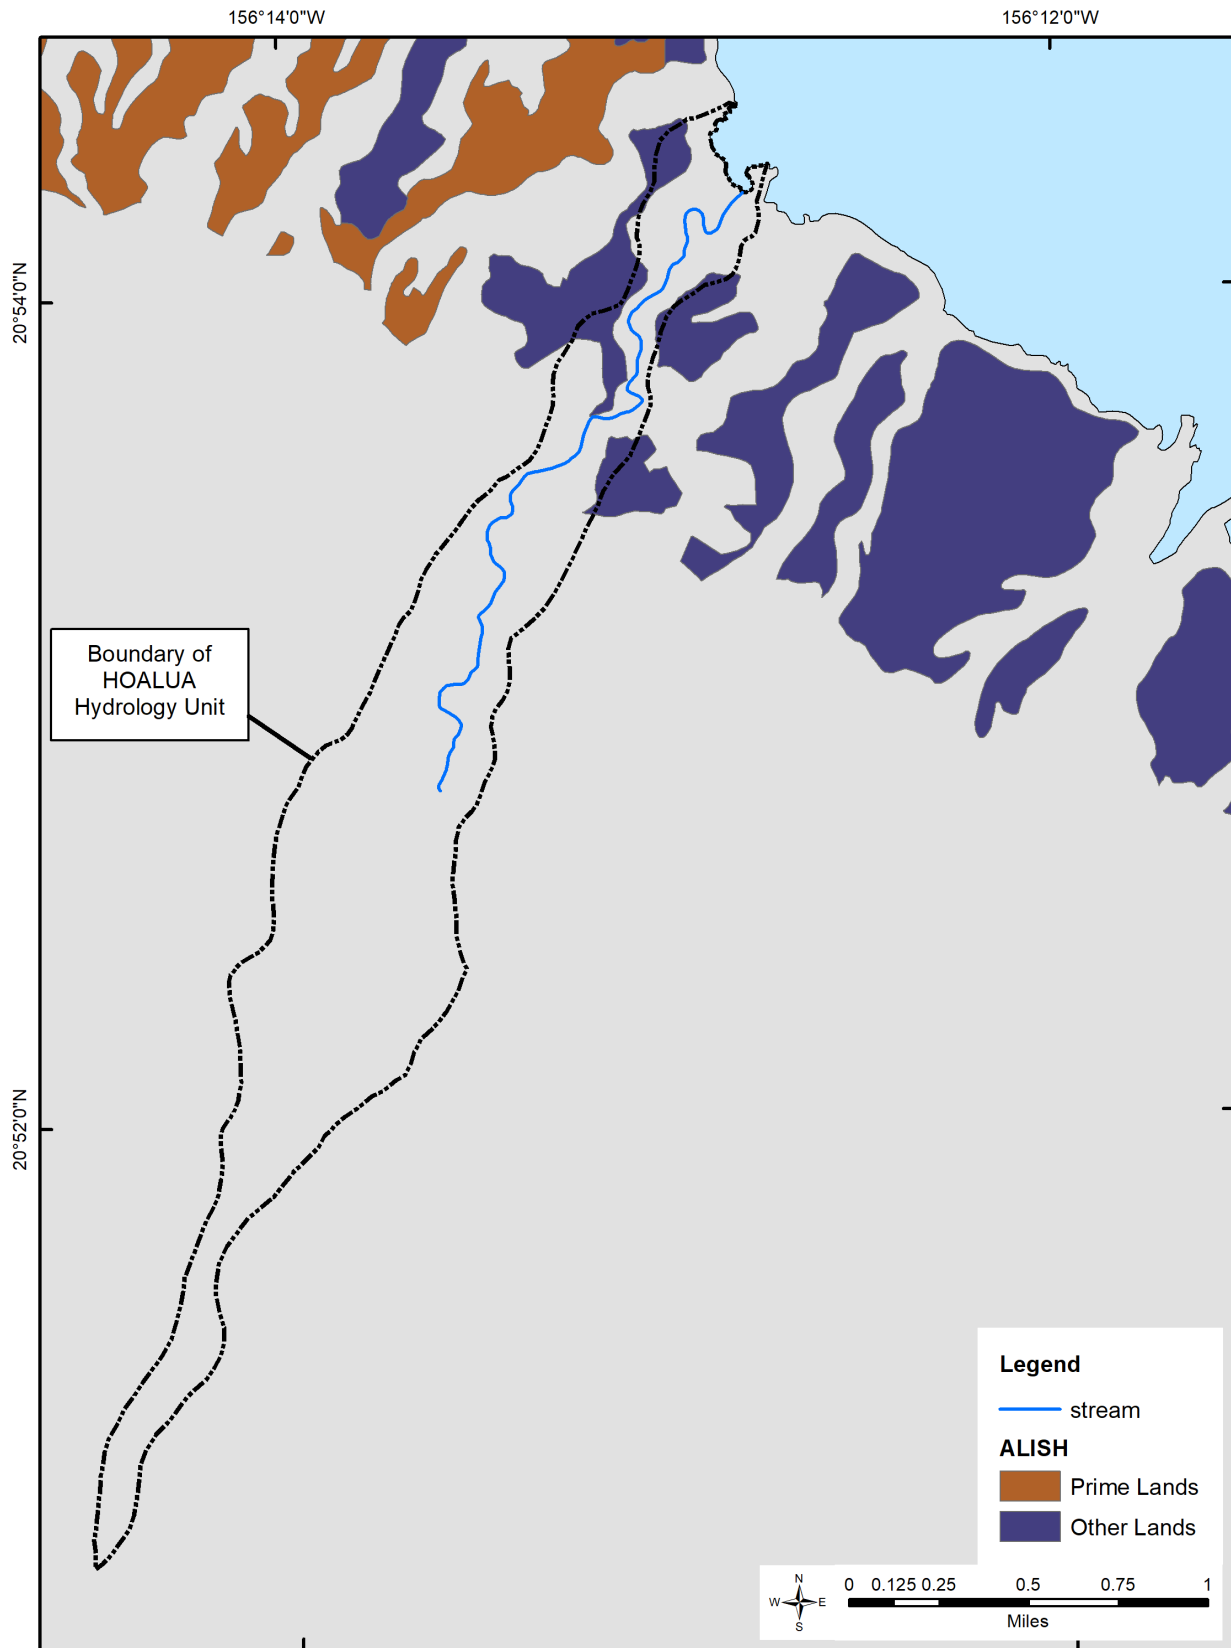 156°14'0"W
156°12'0"W
20°54'0"N
Boundary of
HOALUA
Hydrology Unit
20°52'0"N
Legend
stream
ALISH
Prime Lands
Other Lands
N
W E
S
0 0.125 0.25 0.5 0.75 1
Miles